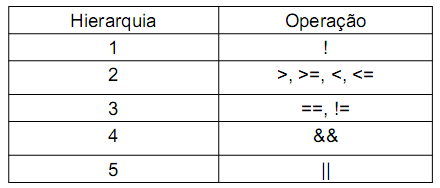 Hierarquia Operação
1 !
2 >, >=, <, <=
3 ==, !=
4 &&
5 ||